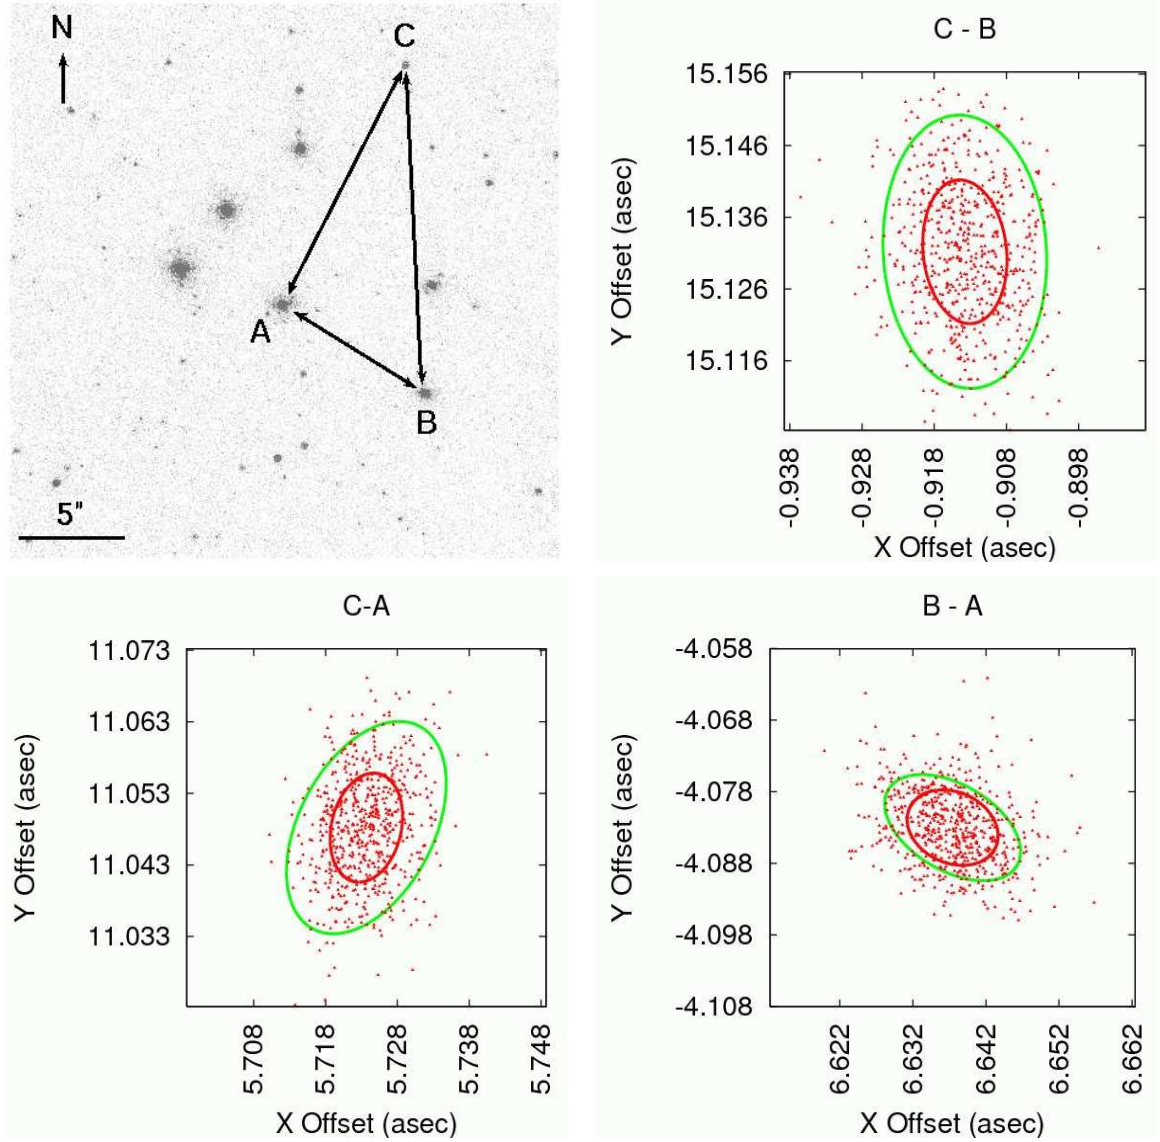 N
C
A
B
5"
C - B
15.156
15.146
15.136
15.126
15.116
Y Offset (asec)
-0.938
-0.928
-0.918
-0.908
-0.898
X Offset (asec)
C-A
11.073
11.063
11.053
11.043
11.033
Y Offset (asec)
5.708
5.718
5.728
5.738
5.748
X Offset (asec)
B - A
-4.058
-4.068
-4.078
-4.088
-4.098
-4.108
Y Offset (asec)
6.622
6.632
6.642
6.652
6.662
X Offset (asec)